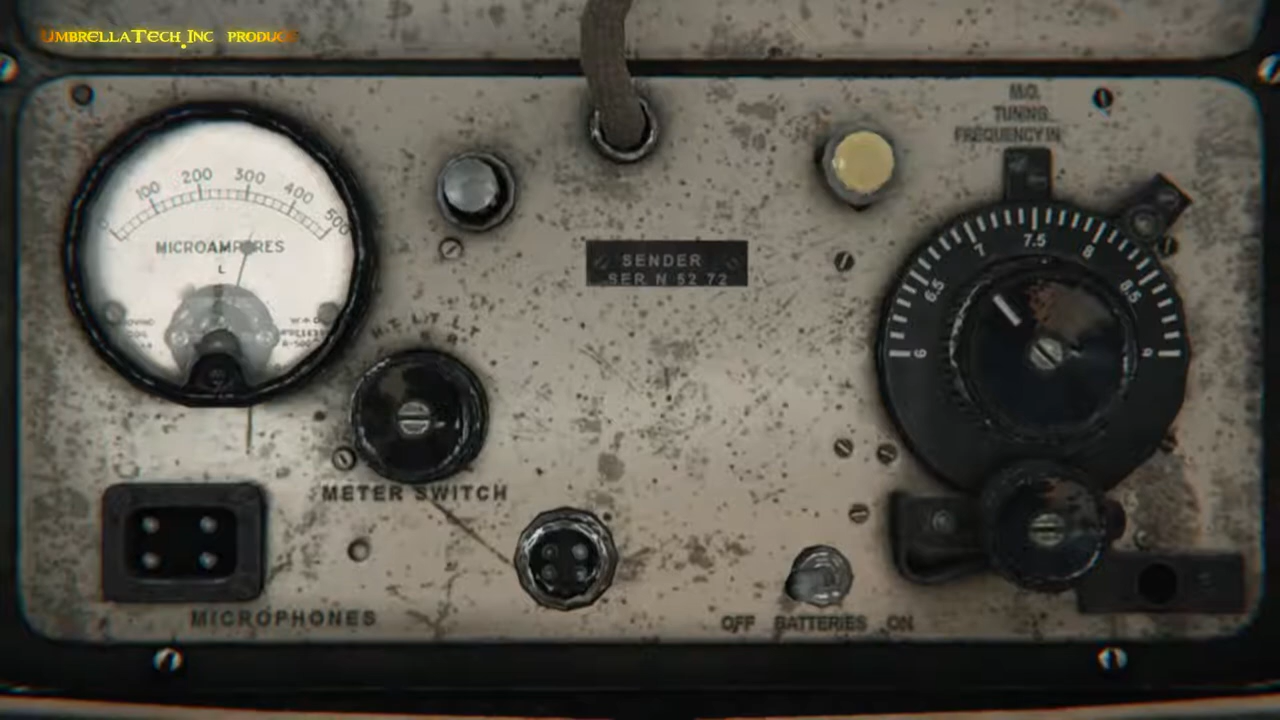 UmbrellaTech.Inc produce
M.O.
TUNING
FREQUENCY IN
0 100 200 300 400 500
MICROAMPERES
SENDER
SER N 52 72
6 6.5 7 7.5 8 8.5 9
H.T. L.T. L.T.
METER SWITCH
MICROPHONES
OFF BATTERIES ON